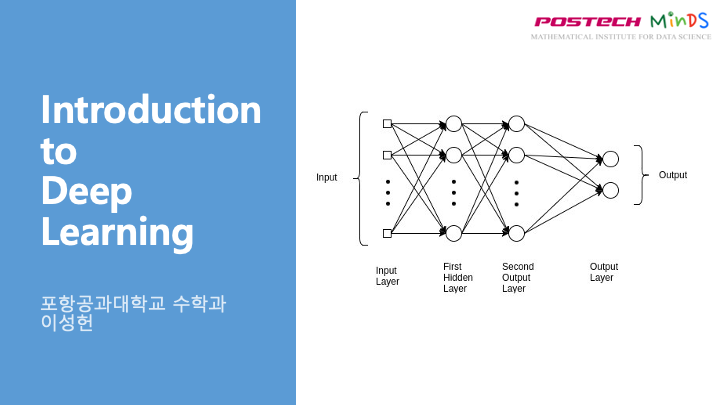 POSTECH MinDS
MATHEMATICAL INSTITUTE FOR DATA SCIENCE
Introduction
to
Deep
Learning
포항공과대학교 수학과
이성헌
Input
Output
Input
Layer
First
Hidden
Layer
Second
Output
Layer
Output
Layer